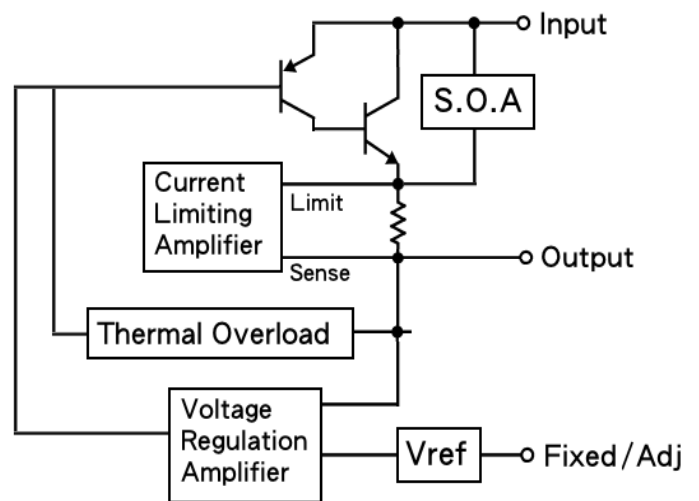 Input
S.O.A
Current
Limiting
Amplifier
Limit
Sense
Output
Thermal Overload
Voltage
Regulation
Amplifier
Vref
Fixed/Adj